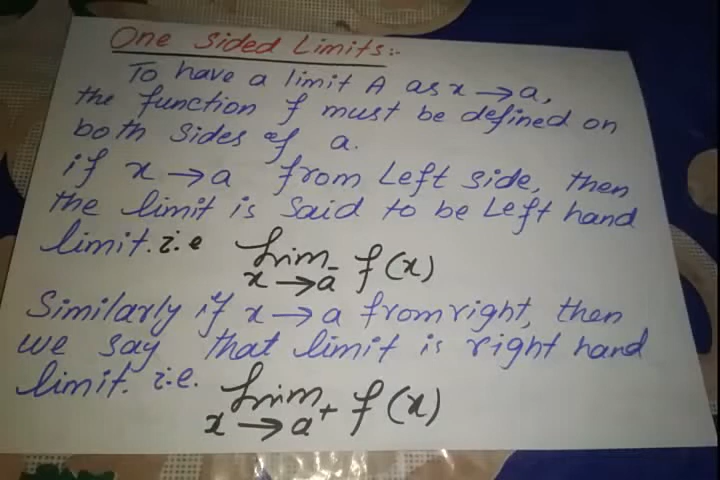 One Sided Limits:-
To have a limit A as x → a,
the function f must be defined on
both sides of a.
if x → a from Left side, then
the limit is said to be Left hand
limit. i.e lim x → a⁻ f(x)
Similarly if x → a from right, then
we say that limit is right hand
limit. i.e. lim x → a⁺ f(x)